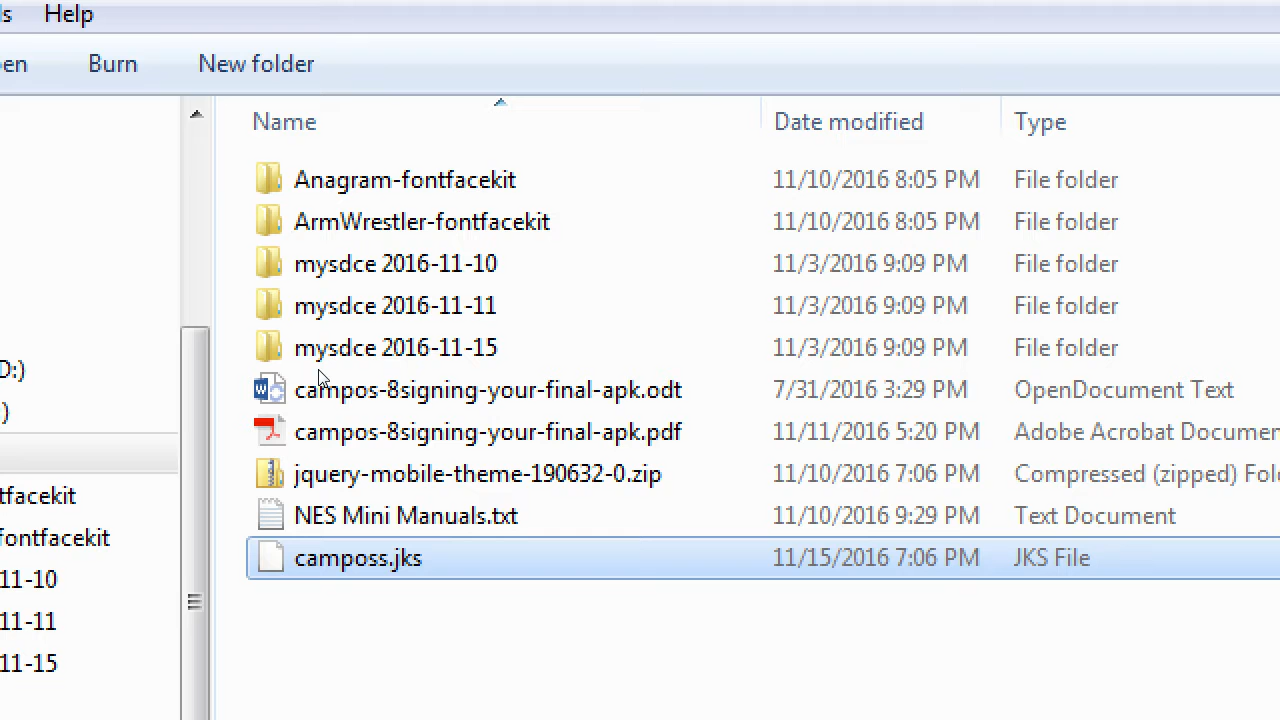 ls Help
en Burn New folder
Name Date modified Type
Anagram-fontfacekit 11/10/2016 8:05 PM File folder
ArmWrestler-fontfacekit 11/10/2016 8:05 PM File folder
mysdce 2016-11-10 11/3/2016 9:09 PM File folder
mysdce 2016-11-11 11/3/2016 9:09 PM File folder
mysdce 2016-11-15 11/3/2016 9:09 PM File folder
D:)
campos-8signing-your-final-apk.odt 7/31/2016 3:29 PM OpenDocument Text
)
campos-8signing-your-final-apk.pdf 11/11/2016 5:20 PM Adobe Acrobat Documen
jquery-mobile-theme-190632-0.zip 11/10/2016 7:06 PM Compressed (zipped) Fol
tfacekit
NES Mini Manuals.txt 11/10/2016 9:29 PM Text Document
fontfacekit
camposs.jks 11/15/2016 7:06 PM JKS File
11-10
11-11
11-15